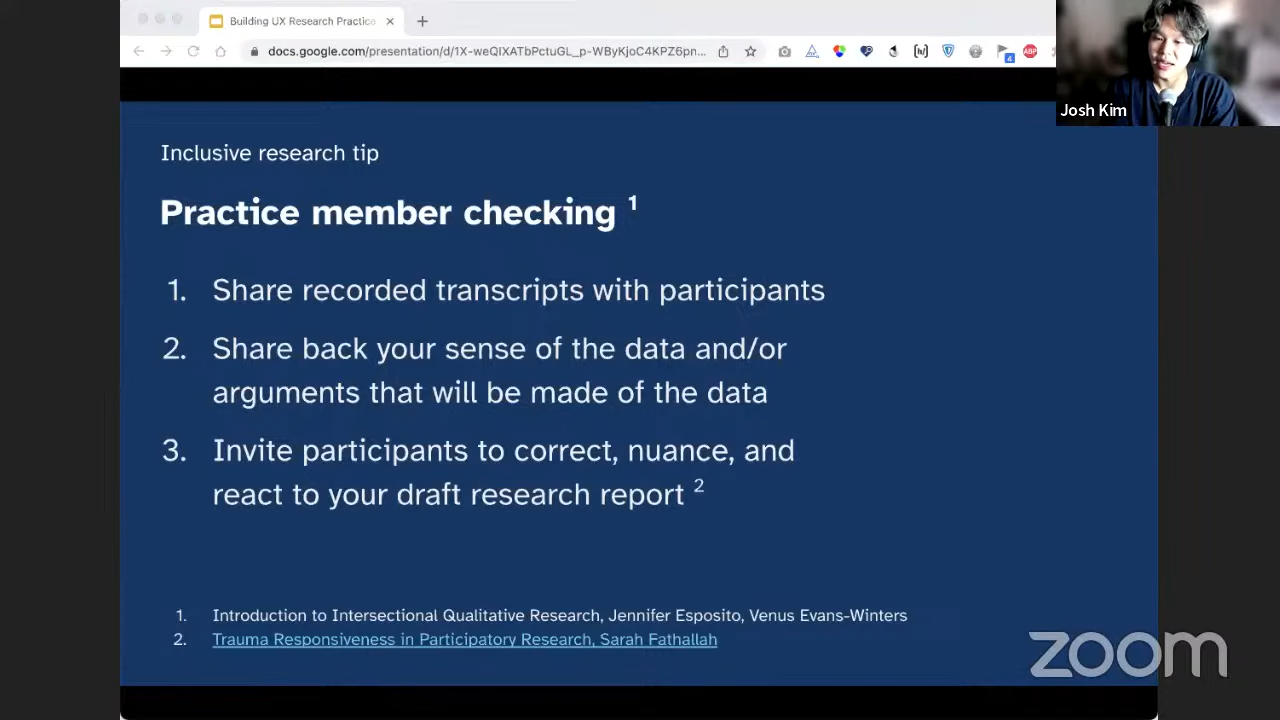 Building UX Research Practice
docs.google.com/presentation/d/1X-weQIXATbPctuGL_p-WByKjoC4KPZ6pn...
[N]
4
ABP
Josh Kim
Inclusive research tip
Practice member checking 1
1. Share recorded transcripts with participants
2. Share back your sense of the data and/or
arguments that will be made of the data
3. Invite participants to correct, nuance, and
react to your draft research report 2
1. Introduction to Intersectional Qualitative Research, Jennifer Esposito, Venus Evans-Winters
2. Trauma Responsiveness in Participatory Research, Sarah Fathallah
zoom